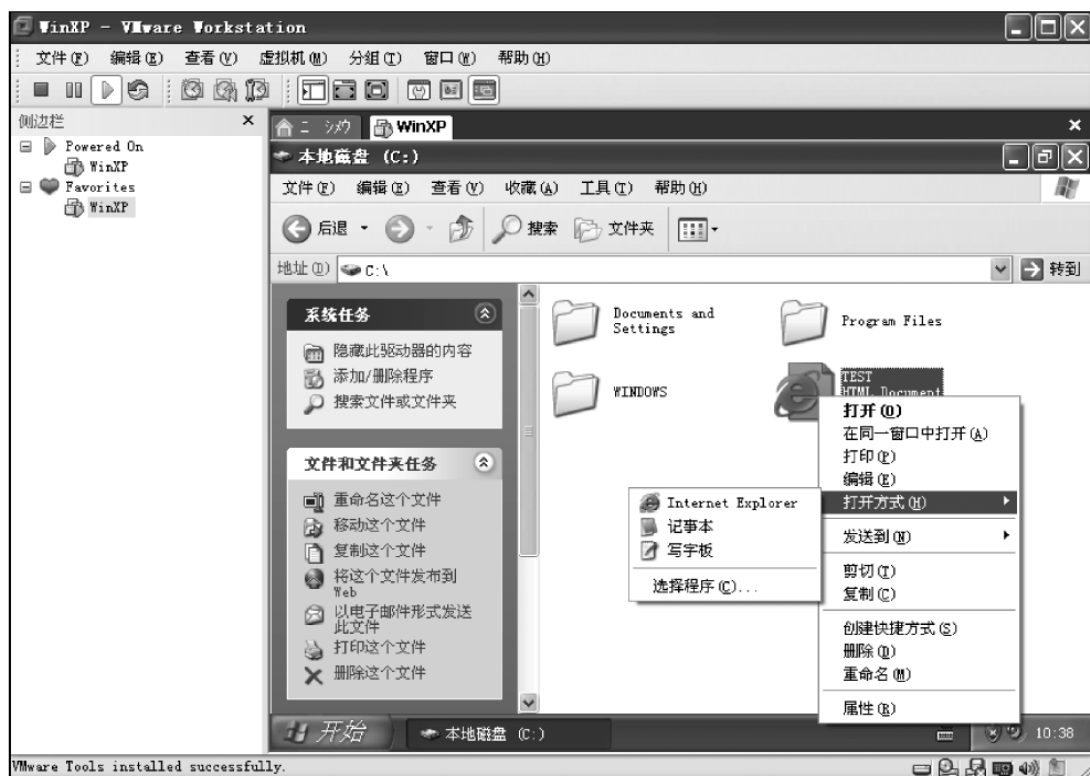 WinXP - VMware Workstation
文件(F) 编辑(E) 查看(V) 虚拟机(M) 分组(T) 窗口(W) 帮助(H)
侧边栏
Powered On
WinXP
Favorites
WinXP
WinXP
本地磁盘 (C:)
文件(F) 编辑(E) 查看(V) 收藏(A) 工具(T) 帮助(H)
后退 搜索 文件夹
地址(D) C:\ 转到
系统任务
隐藏此驱动器的内容
添加/删除程序
搜索文件或文件夹
文件和文件夹任务
重命名这个文件
移动这个文件
复制这个文件
将这个文件发布到
Web
以电子邮件形式发送
此文件
打印这个文件
删除这个文件
Documents and
Settings
Program Files
WINDOWS
TEST
HTML Document
打开(O)
在同一窗口中打开(A)
打印(P)
编辑(E)
打开方式(H)
发送到(N)
剪切(T)
复制(C)
创建快捷方式(S)
删除(D)
重命名(M)
属性(R)
Internet Explorer
记事本
写字板
选择程序(C)...
开始 本地磁盘 (C:) 10:38
VMware Tools installed successfully.